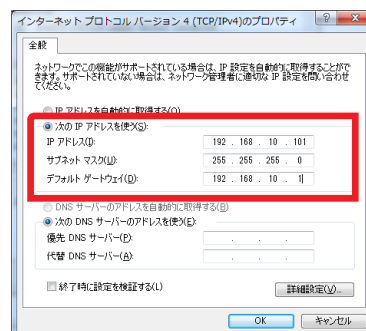 インターネット プロトコル バージョン 4 (TCP/IPv4)のプロパティ
全般
ネットワークでこの機能がサポートされている場合は、IP 設定を自動的に取得することがで
きます。サポートされていない場合は、ネットワーク管理者に適切な IP 設定を問い合わせ
てください。
IP アドレスを自動的に取得する(O)
次の IP アドレスを使う(S):
IP アドレス(I): 192 . 168 . 10 . 101
サブネット マスク(U): 255 . 255 . 255 . 0
デフォルト ゲートウェイ(D): 192 . 168 . 10 . 1
DNS サーバーのアドレスを自動的に取得する(B)
次の DNS サーバーのアドレスを使う(E):
優先 DNS サーバー(P): . . .
代替 DNS サーバー(A): . . .
終了時に設定を検証する(L)
詳細設定(V)...
OK キャンセル